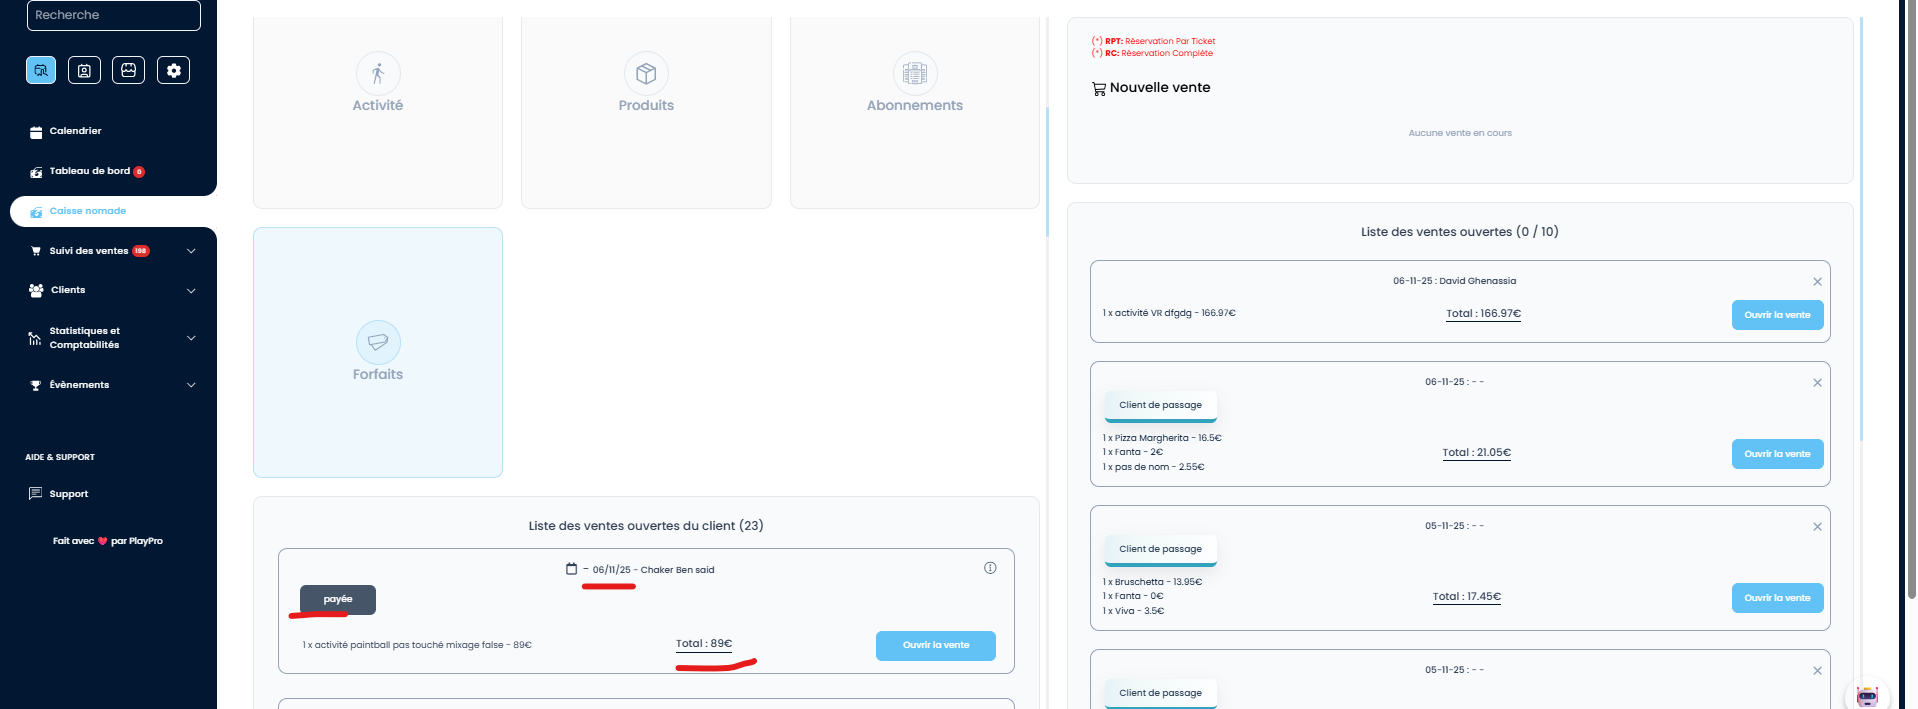 Recherche
Calendrier
Tableau de bord 0
Caisse nomade
Suivi des ventes 198
Clients
Statistiques et
Comptabilités
Évènements
AIDE & SUPPORT
Support
Fait avec par PlayPro
Activité
Produits
Abonnements
Forfaits
Liste des ventes ouvertes du client (23)
- 06/11/25 - Chaker Ben said
payée
1 x activité paintball pas touché mixage false - 89€
Total : 89€
Ouvrir la vente
(*) RPT: Réservation Par Ticket
(*) RC: Réservation Complète
Nouvelle vente
Aucune vente en cours
Liste des ventes ouvertes (0 / 10)
06-11-25 : David Ghenassia
1 x activité VR dfgdg - 166.97€
Total : 166.97€
Ouvrir la vente
06-11-25 : - -
Client de passage
1 x Pizza Margherita - 16.5€
1 x Fanta - 2€
1 x pas de nom - 2.55€
Total : 21.05€
Ouvrir la vente
05-11-25 : - -
Client de passage
1 x Bruschetta - 13.95€
1 x Fanta - 0€
1 x Viva - 3.5€
Total : 17.45€
Ouvrir la vente
05-11-25 : - -
Client de passage